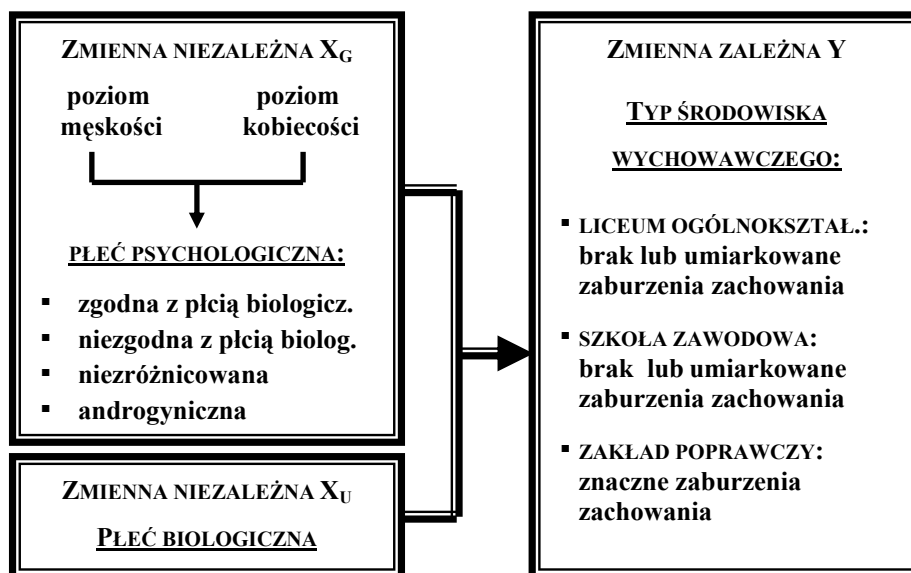 ZMIENNA NIEZALEŻNA XG
poziom męskości
poziom kobiecości
PŁEĆ PSYCHOLOGICZNA:
▪ zgodna z płcią biologicz.
▪ niezgodna z płcią biolog.
▪ niezróżnicowana
▪ androgyniczna
ZMIENNA NIEZALEŻNA XU
PŁEĆ BIOLOGICZNA
ZMIENNA ZALEŻNA Y
TYP ŚRODOWISKA
WYCHOWAWCZEGO:
▪ LICEUM OGÓLNOKSZTAŁ.:
brak lub umiarkowane
zaburzenia zachowania
▪ SZKOŁA ZAWODOWA:
brak lub umiarkowane
zaburzenia zachowania
▪ ZAKŁAD POPRAWCZY:
znaczne zaburzenia
zachowania